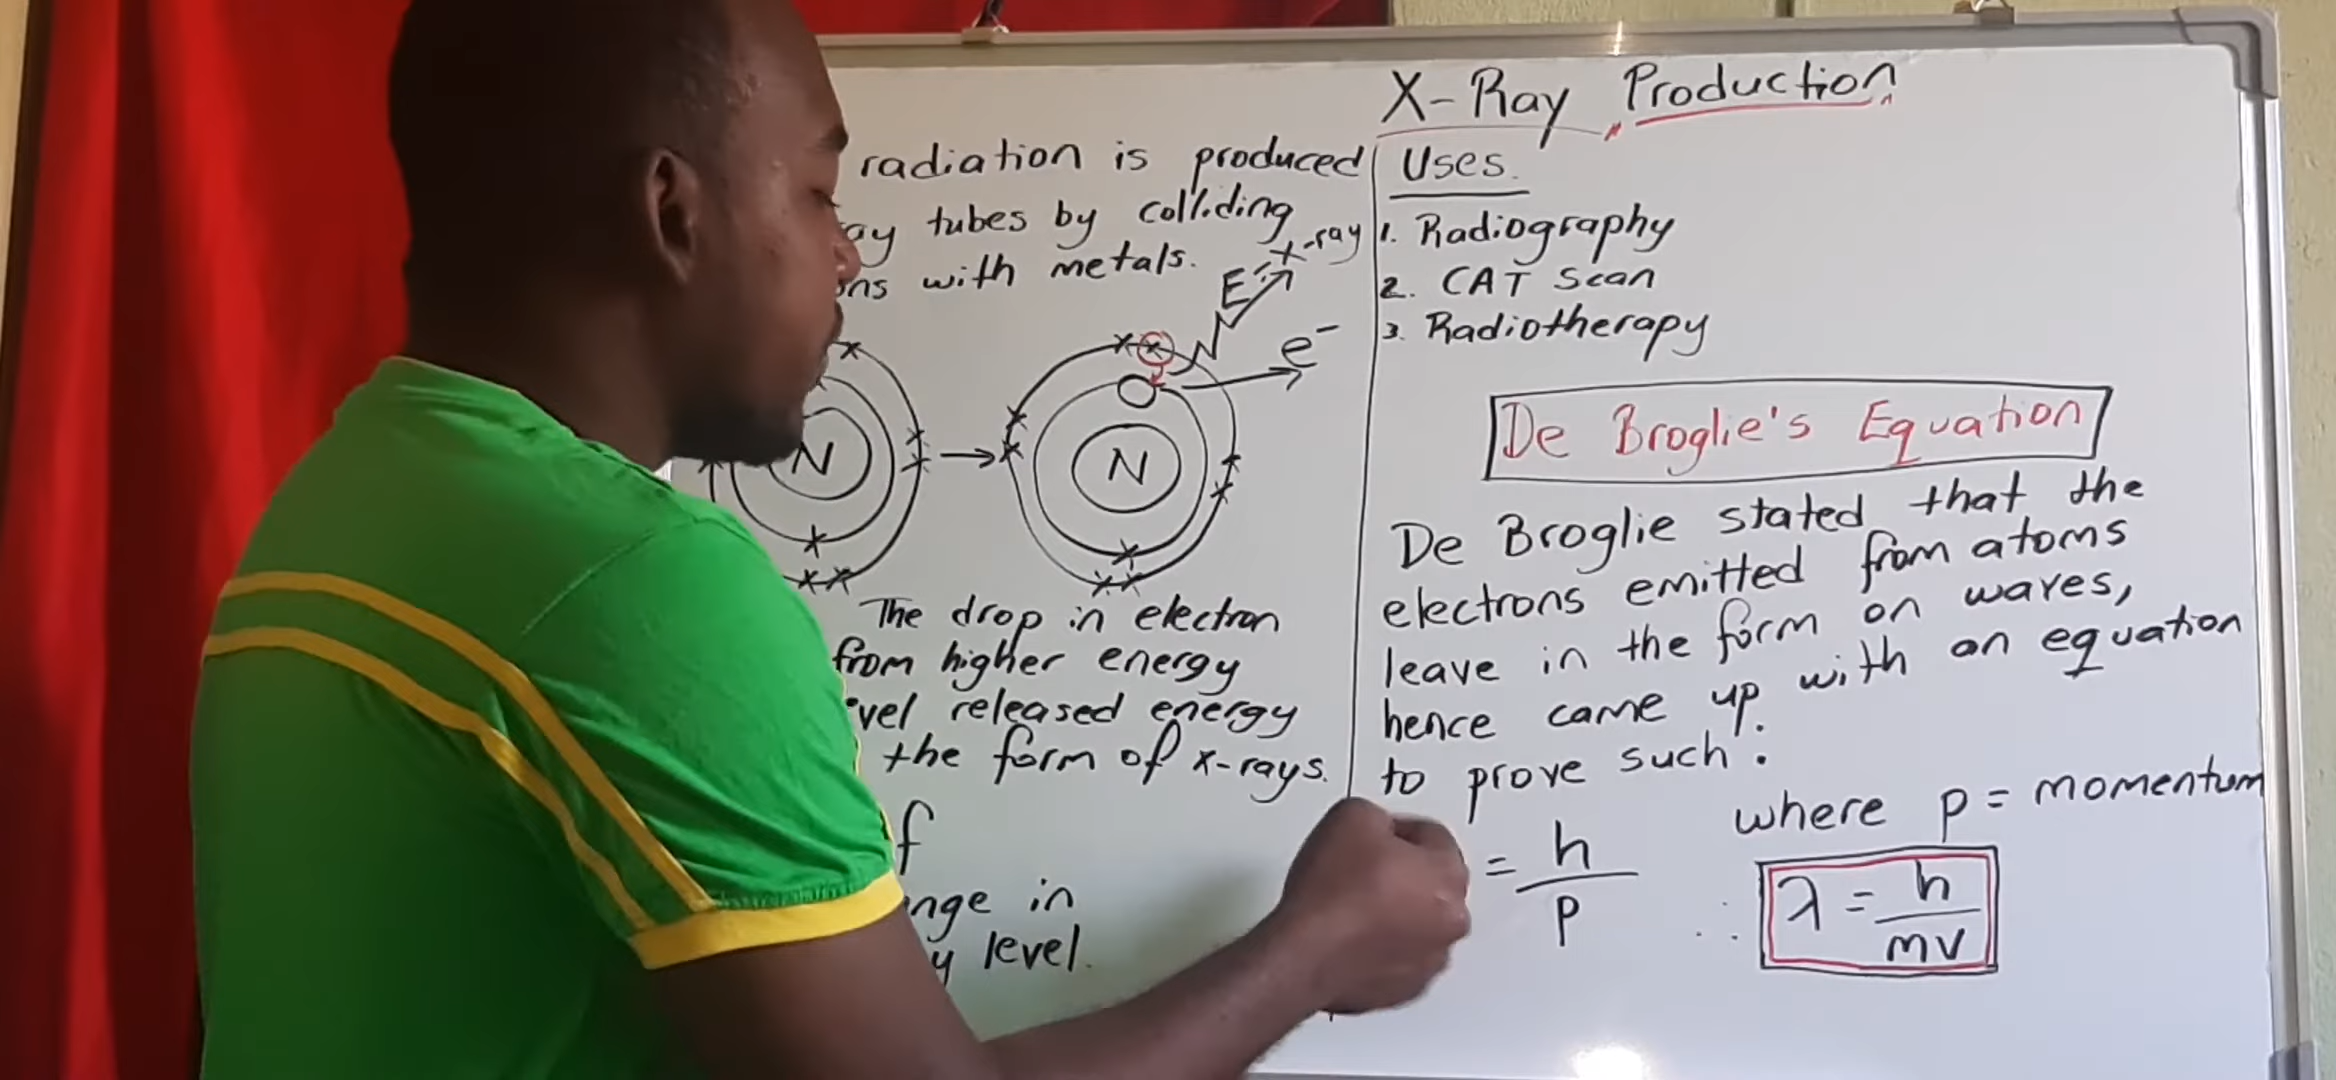 X-Ray Production
radiation is produced
ay tubes by colliding
ons with metals.
E
x-ray
e⁻
N
N
The drop in electron
from higher energy
vel released energy
the form of x-rays.
f
nge in
y level.
Uses.
1. Radiography
2. CAT Scan
3. Radiotherapy
De Broglie's Equation
De Broglie stated that the
electrons emitted from atoms
leave in the form on waves,
hence came up with an equation
to prove such:
= h/p
where p = momentum
∴ λ = h/mv